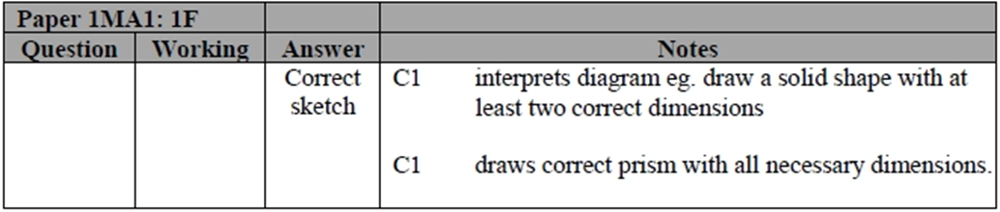 Paper 1MA1: 1F
Question Working Answer Notes
Correct sketch C1 interprets diagram eg. draw a solid shape with at
least two correct dimensions
C1 draws correct prism with all necessary dimensions.